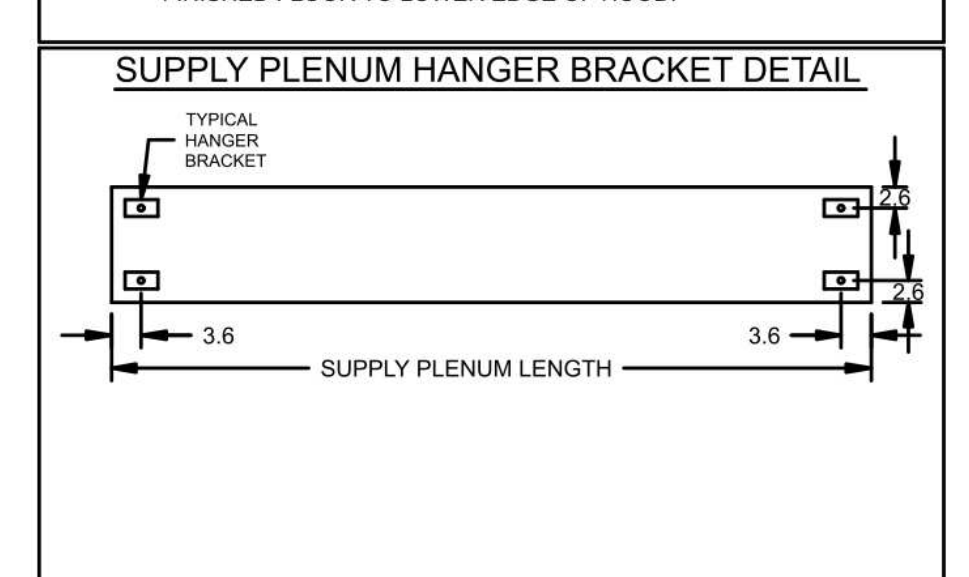 SUPPLY PLENUM HANGER BRACKET DETAIL
TYPICAL
HANGER
BRACKET
2.6
2.6
3.6
3.6
SUPPLY PLENUM LENGTH